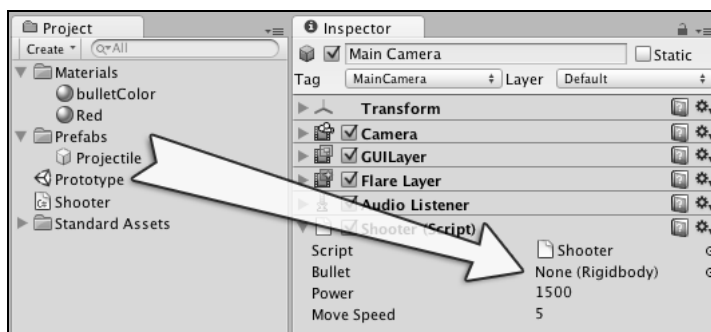 Project
Create
All
Materials
bulletColor
Red
Prefabs
Projectile
Prototype
Shooter
Standard Assets
Inspector
Main Camera
Static
Tag MainCamera Layer Default
Transform
Camera
GUILayer
Flare Layer
Audio Listener
Shooter (Script)
Script Shooter
Bullet None (Rigidbody)
Power 1500
Move Speed 5